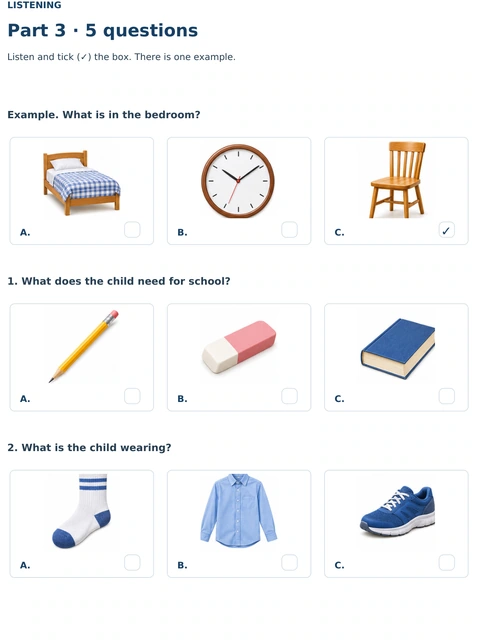 LISTENING
Part 3 · 5 questions
Listen and tick (✓) the box. There is one example.
Example. What is in the bedroom?
A. B. C. ✓
1. What does the child need for school?
A. B. C.
2. What is the child wearing?
A. B. C.